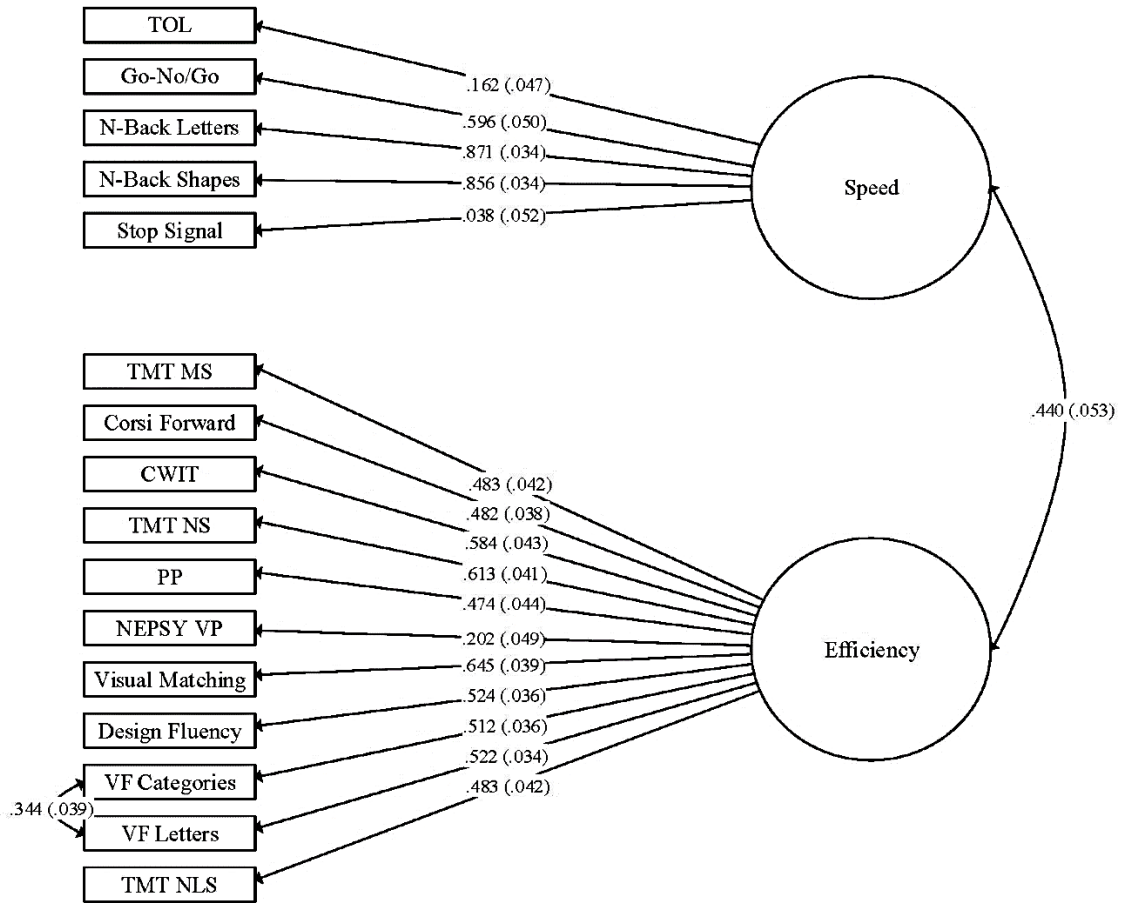 TOL
Go-No/Go
N-Back Letters
N-Back Shapes
Stop Signal
.162 (.047)
.596 (.050)
.871 (.034)
.856 (.034)
.038 (.052)
Speed
.440 (.053)
TMT MS
Corsi Forward
CWIT
TMT NS
PP
NEPSY VP
Visual Matching
Design Fluency
VF Categories
VF Letters
TMT NLS
.344 (.039)
.483 (.042)
.482 (.038)
.584 (.043)
.613 (.041)
.474 (.044)
.202 (.049)
.645 (.039)
.524 (.036)
.512 (.036)
.522 (.034)
.483 (.042)
Efficiency